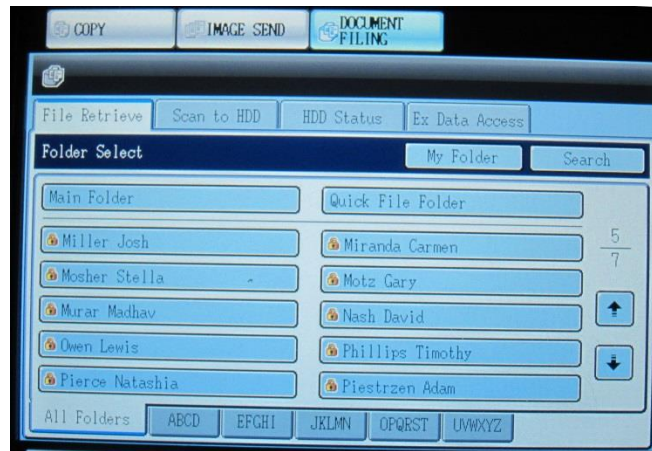 COPY IMAGE SEND DOCUMENT FILING
File Retrieve Scan to HDD HDD Status Ex Data Access
Folder Select My Folder Search
Main Folder Quick File Folder
Miller Josh Miranda Carmen 5
7
Mosher Stella Motz Gary
Murar Madhav Nash David
Owen Lewis Phillips Timothy
Pierce Natashia Piestrzen Adam
All Folders ABCD EFGHI JKLMN OPQRST UVWXYZ